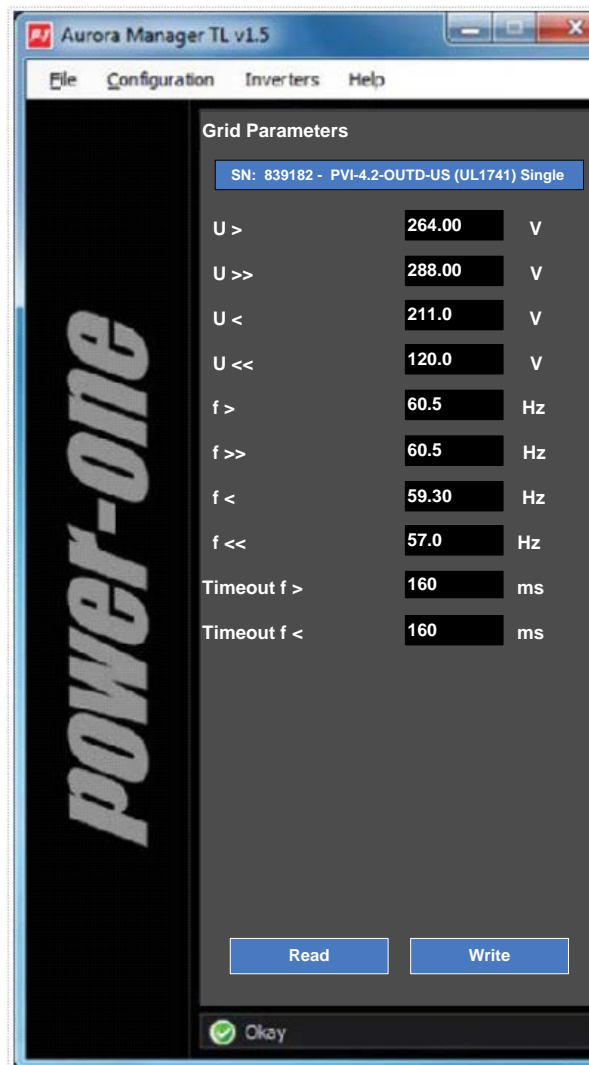 Aurora Manager TL v1.5
File Configuration Inverters Help
Grid Parameters
SN: 839182 - PVI-4.2-OUTD-US (UL1741) Single
U > 264.00 V
U >> 288.00 V
U < 211.0 V
U << 120.0 V
f > 60.5 Hz
f >> 60.5 Hz
f < 59.30 Hz
f << 57.0 Hz
Timeout f > 160 ms
Timeout f < 160 ms
power-one
Read Write
Okay